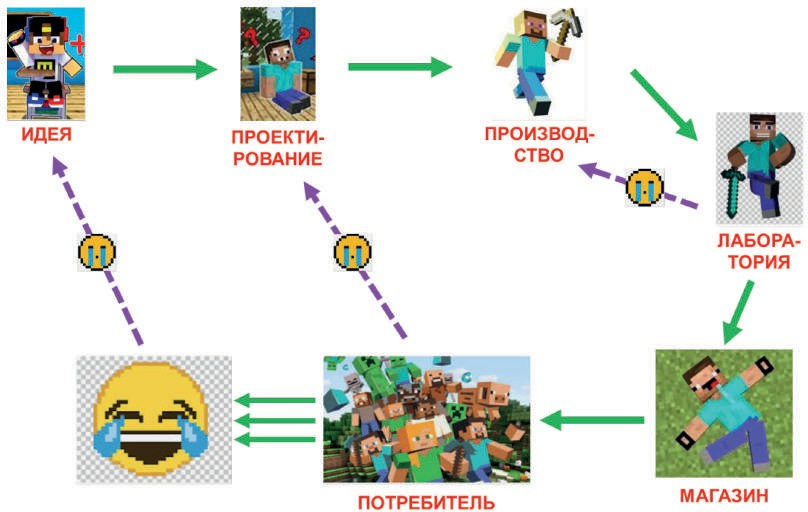 ИДЕЯ
ПРОЕКТИ-
РОВАНИЕ
ПРОИЗВОД-
СТВО
ЛАБОРА-
ТОРИЯ
МАГАЗИН
ПОТРЕБИТЕЛЬ